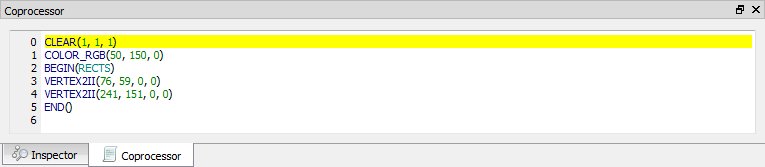 Coprocessor
0 CLEAR(1, 1, 1)
1 COLOR_RGB(50, 150, 0)
2 BEGIN(RECTS)
3 VERTEX2II(76, 59, 0, 0)
4 VERTEX2II(241, 151, 0, 0)
5 END()
6
Inspector Coprocessor